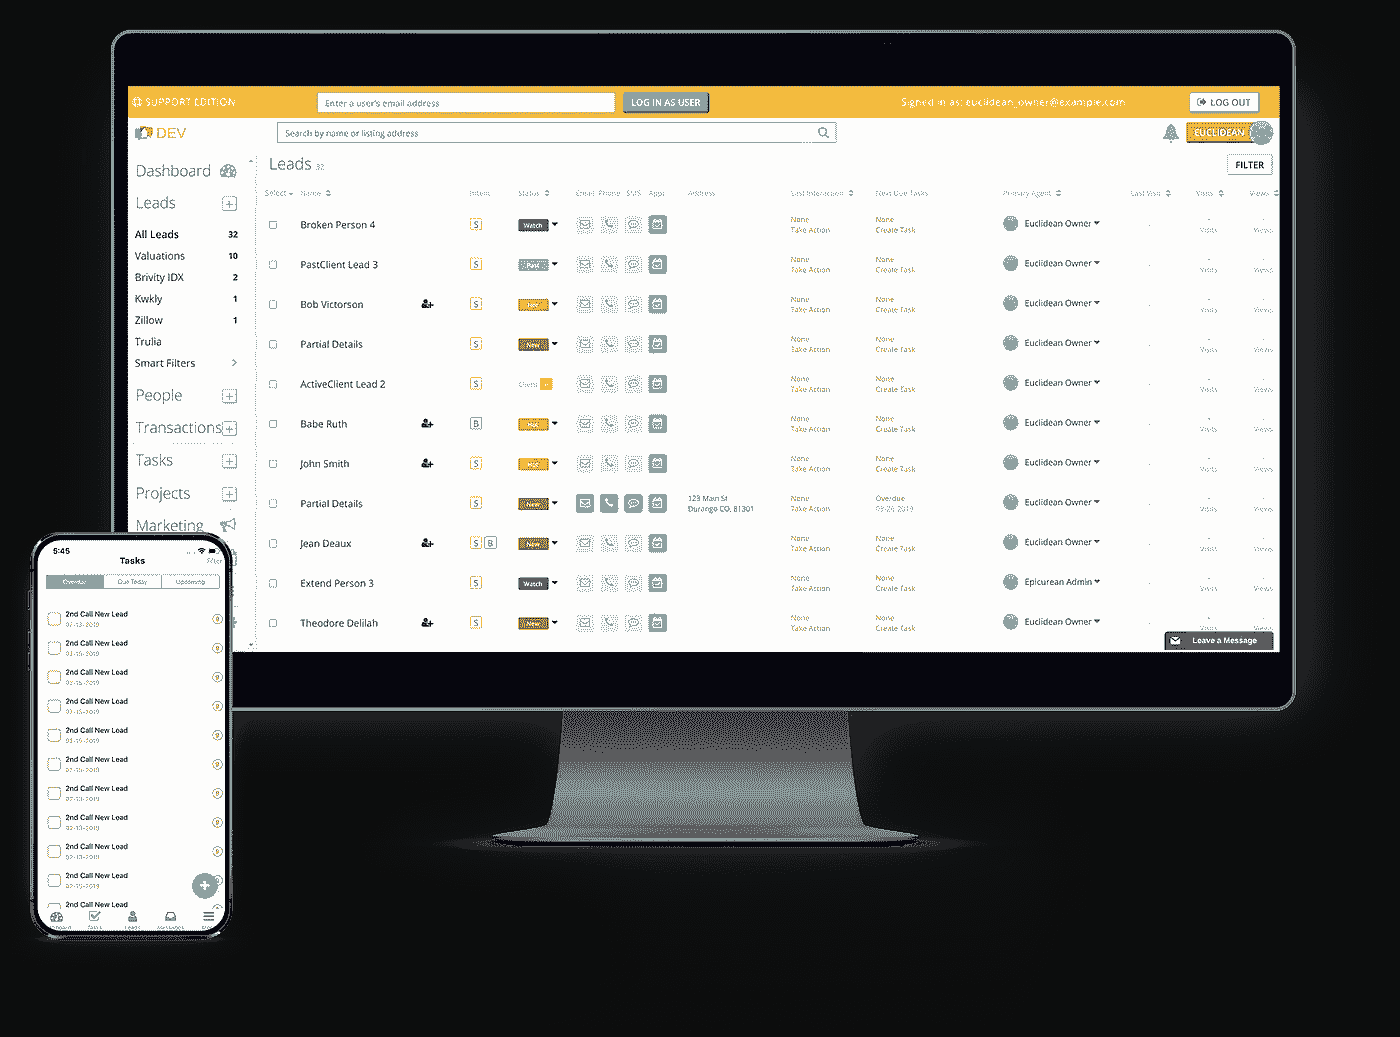 SUPPORT EDITION
Enter a user's email address
LOG IN AS USER
Signed in as: euclidean_owner@example.com
LOG OUT
DEV
Search by name or listing address
EUCLIDEAN
Dashboard
Leads
All Leads 32
Valuations 10
Brivity IDX 2
Kwkly 1
Zillow 1
Trulia
Smart Filters
People
Transactions
Tasks
Projects
Marketing
Leads 32
FILTER
Select Name Intent Status Email Phone SMS Appt Address Last Interaction Next Due Tasks Primary Agent Last Visit Visits Views
Broken Person 4 S Watch None None Euclidean Owner - -
Take Action Create Task Visits Views
PastClient Lead 3 S Past None None Euclidean Owner - -
Take Action Create Task Visits Views
Bob Victorson S Hot None None Euclidean Owner - -
Take Action Create Task Visits Views
Partial Details S New None None Euclidean Owner - -
Take Action Create Task Visits Views
ActiveClient Lead 2 S Client None None Euclidean Owner - -
Take Action Create Task Visits Views
Babe Ruth B Hot None None Euclidean Owner - -
Take Action Create Task Visits Views
John Smith S Hot None None Euclidean Owner - -
Take Action Create Task Visits Views
Partial Details S New 123 Main St None Overdue Euclidean Owner - -
Durango CO, 81301 Take Action 03-26-2019 Visits Views
Jean Deaux S B New None None Euclidean Owner - -
Take Action Create Task Visits Views
Extend Person 3 S Watch None None Epicurean Admin - -
Take Action Create Task Visits Views
Theodore Delilah S New None None Euclidean Owner - -
Take Action Create Task Visits Views
Leave a Message
5:45
Tasks
Filter
Overdue Due Today Upcoming
2nd Call New Lead
2nd Call New Lead
2nd Call New Lead
2nd Call New Lead
2nd Call New Lead
2nd Call New Lead
2nd Call New Lead
2nd Call New Lead
02-13-2019
2nd Call New Lead
02-13-2019
2nd Call New Lead
2nd Call New Lead
Tasks Leads Messages